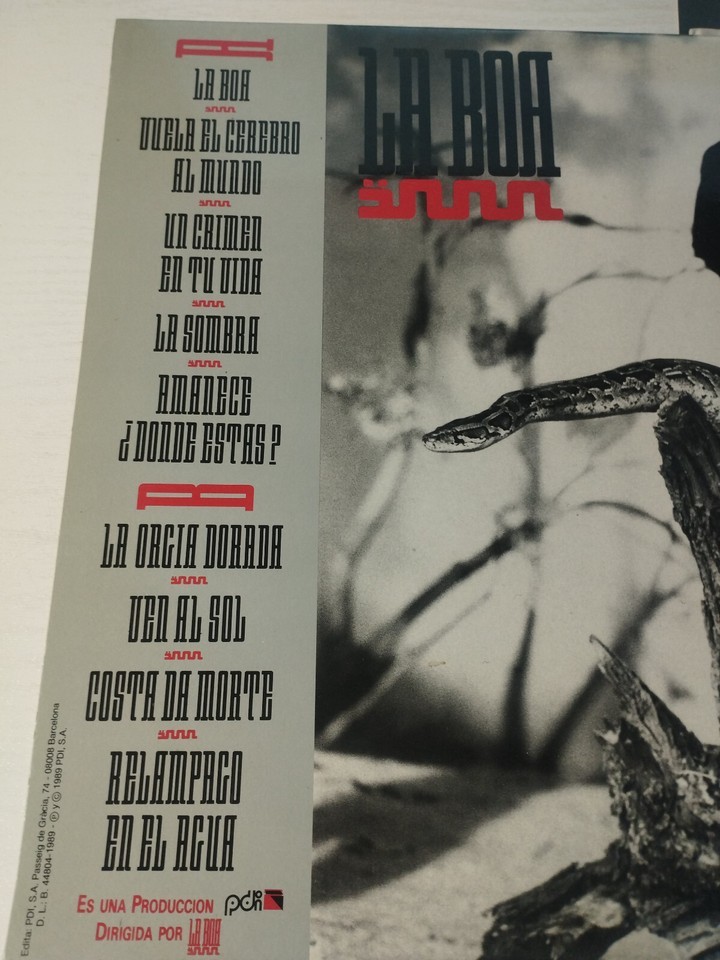 A
LA BOA
VUELA EL CEREBRO
AL MUNDO
UN CRIMEN
EN TU VIDA
LA SOMBRA
AMANECE
¿DONDE ESTAS?
B
LA ORGIA DORADA
VEN AL SOL
COSTA DA MORTE
RELAMPAGO
EN EL AGUA
ES UNA PRODUCCION pdi
DIRIGIDA POR LA BOA
Edita: PDI, S.A. Passeig de Gràcia, 74 - 08008 Barcelona
D. L.: B. 44804-1989 - Ⓟ y © 1989 PDI, S.A.
LA BOA